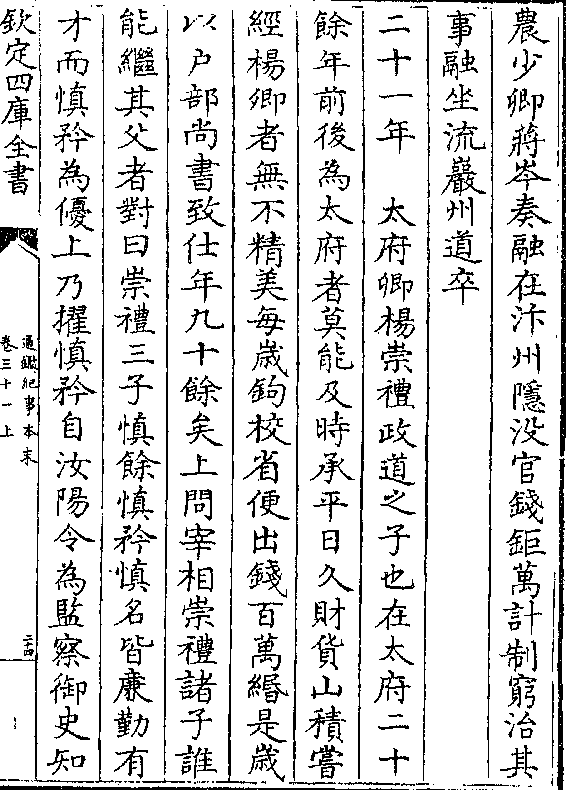 農少卿蔣岑奏融在汴州隱没官錢鉅萬計制窮治其
事融坐流巖州道卒
二十一年　太府卿楊崇禮政道之子也在太府二十
餘年前後為太府者莫能及時承平日久財貨山積嘗
經楊卿者無不精美每歲鉤校省便出錢百萬緡是歲
以户部尚書致仕年九十餘矣上問宰相崇禮諸子誰
能繼其父者對曰崇禮三子慎餘慎矜慎名皆廉勤有
才而慎矜為優上乃擢慎矜自汝陽令為監察御史知
欽定四庫全書
通鑑紀事本末
卷三十一上
二十四